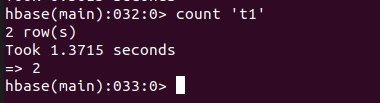 hbase(main):032:0> count 't1'
2 row(s)
Took 1.3715 seconds
=> 2
hbase(main):033:0>